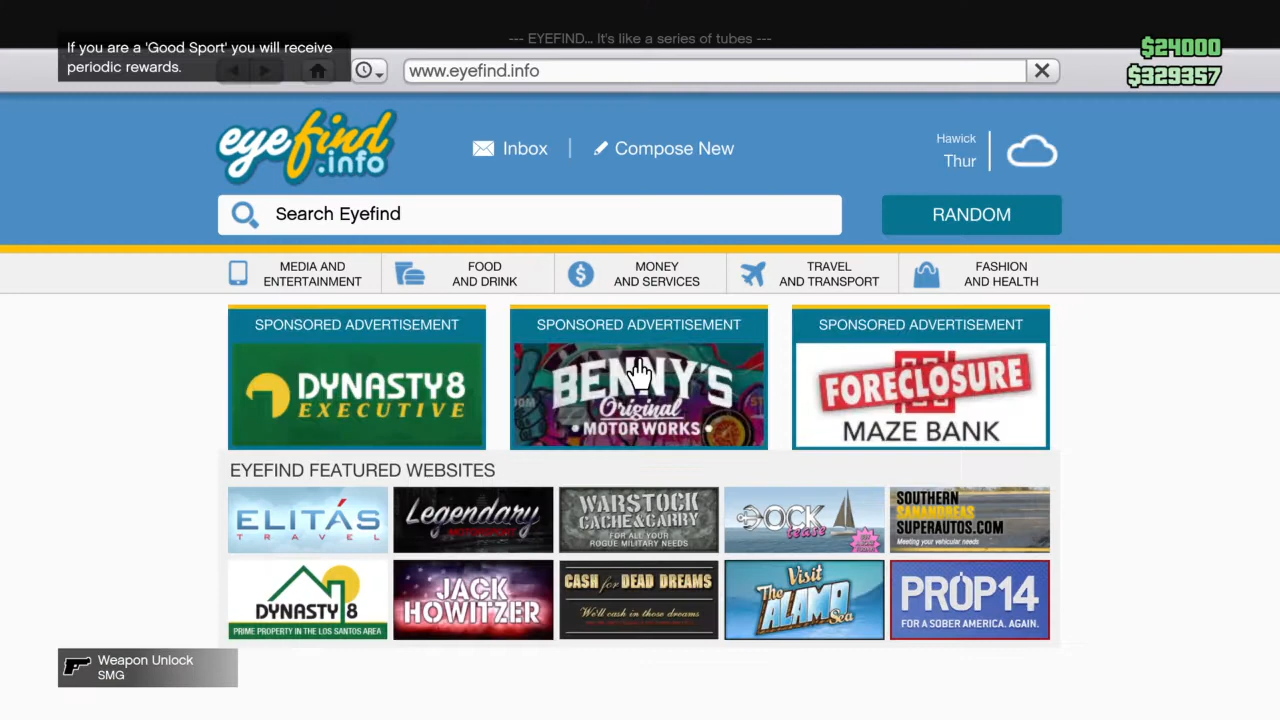 If you are a 'Good Sport' you will receive
periodic rewards.
--- EYEFIND... It's like a series of tubes ---
$24000
$329357
www.eyefind.info
eyefind
.info
Inbox
Compose New
Hawick
Thur
Search Eyefind
RANDOM
MEDIA AND
ENTERTAINMENT
FOOD
AND DRINK
MONEY
AND SERVICES
TRAVEL
AND TRANSPORT
FASHION
AND HEALTH
SPONSORED ADVERTISEMENT
DYNASTY8
EXECUTIVE
SPONSORED ADVERTISEMENT
BENNY'S
Original
MOTORWORKS
SPONSORED ADVERTISEMENT
FORECLOSURE
MAZE BANK
EYEFIND FEATURED WEBSITES
ELITÁS
TRAVEL
Legendary
MOTORSPORT
WARSTOCK
CACHE&CARRY
FOR ALL YOUR
ROGUE MILITARY NEEDS
DOCK
tease
SOUTHERN
SANANDREAS
SUPERAUTOS.COM
Meeting your vehicular needs
DYNASTY 8
PRIME PROPERTY IN THE LOS SANTOS AREA
JACK
HOWITZER
CASH for DEAD DREAMS
We'll cash in those dreams
Visit
The
ALAMO
Sea
PROP14
FOR A SOBER AMERICA. AGAIN.
Weapon Unlock
SMG